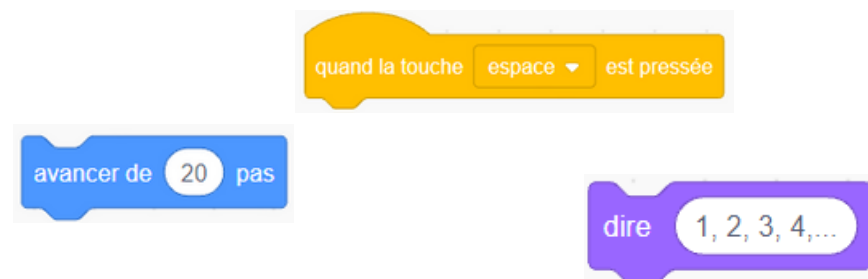 quand la touche espace est pressée
avancer de 20 pas
dire 1, 2, 3, 4,...